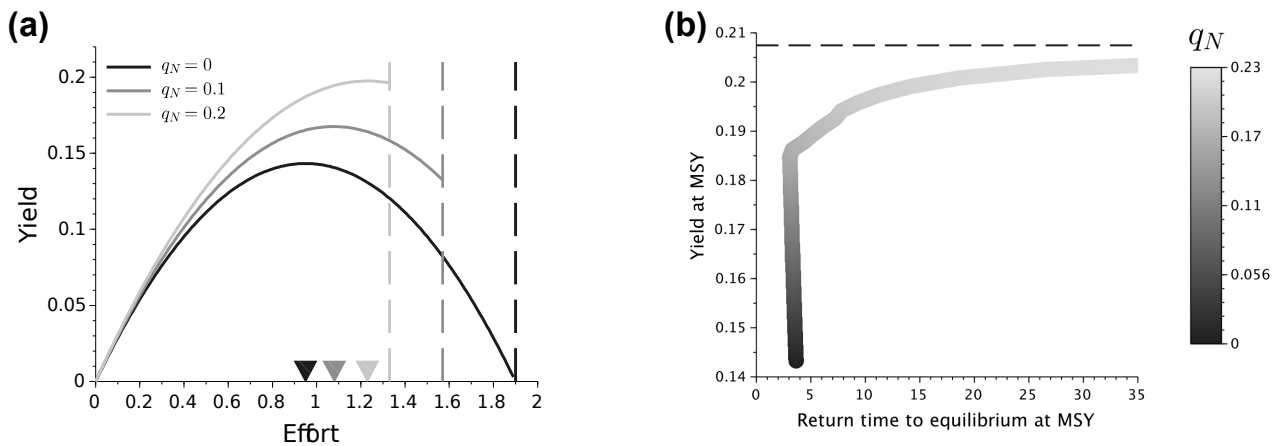 (a)
q_N = 0
q_N = 0.1
q_N = 0.2
Yield
0.2
0.15
0.1
0.05
0
0 0.2 0.4 0.6 0.8 1 1.2 1.4 1.6 1.8 2
Effort
(b)
Yield at MSY
0.21
0.2
0.19
0.18
0.17
0.16
0.15
0.14
0 5 10 15 20 25 30 35
Return time to equilibrium at MSY
q_N
0.23
0.17
0.11
0.056
0